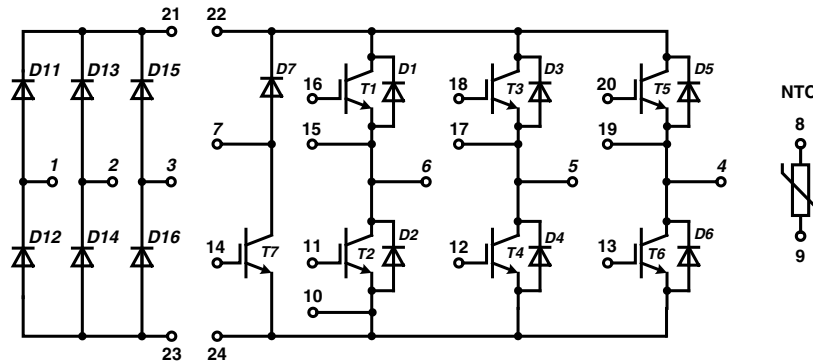 21 22
D11 D13 D15 D7 D1 D3 D5
16 T1 18 T3 20 T5
NTC
7 15 17 19 8
1 2 3 6 5 4
D12 D14 D16 D2 D4 D6
14 T7 11 T2 12 T4 13 T6 9
10
23 24